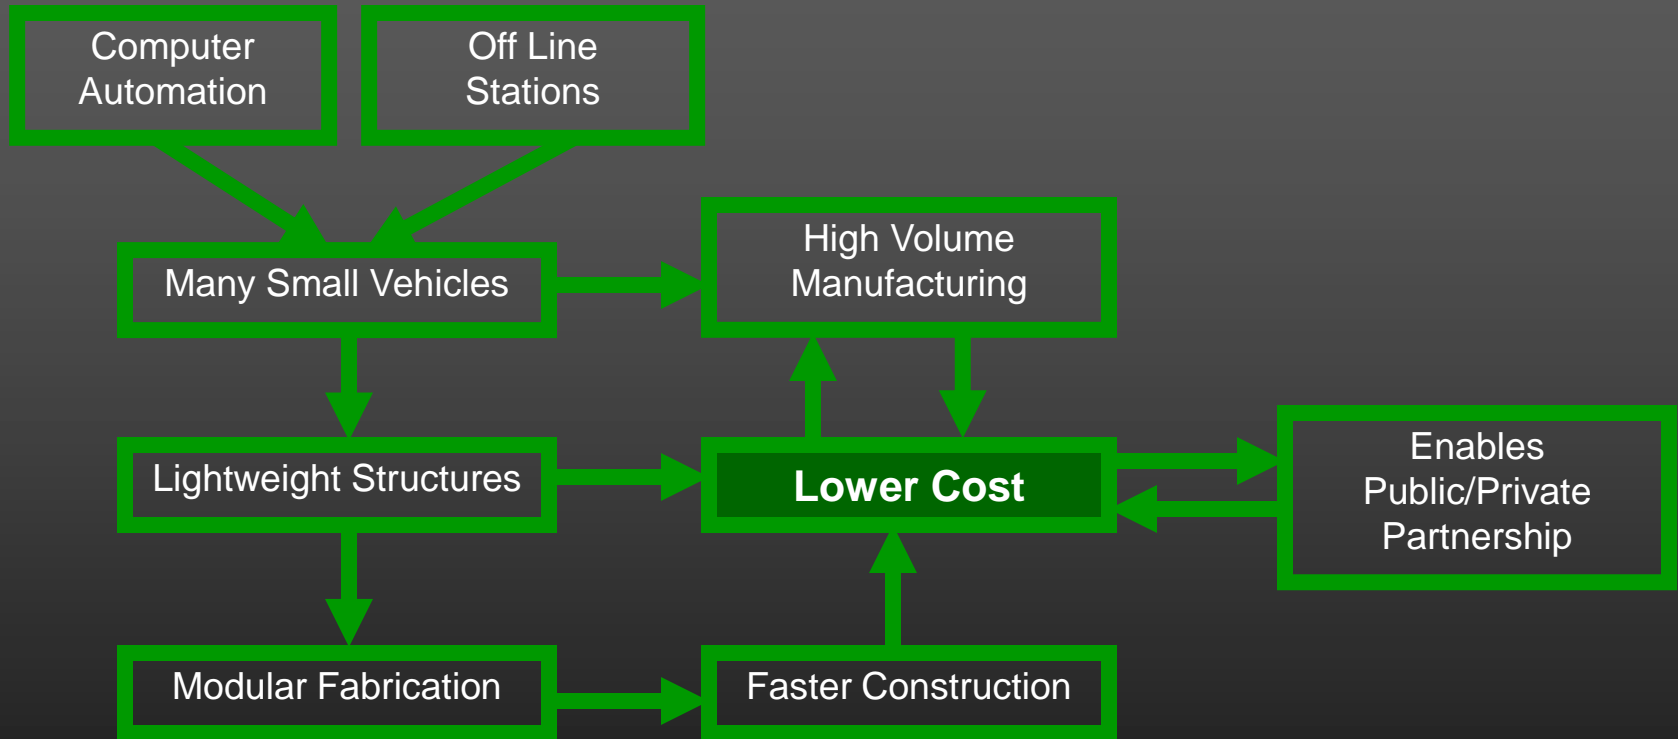 Computer
Automation
Off Line
Stations
Many Small Vehicles
High Volume
Manufacturing
Lightweight Structures
Lower Cost
Enables
Public/Private
Partnership
Modular Fabrication
Faster Construction